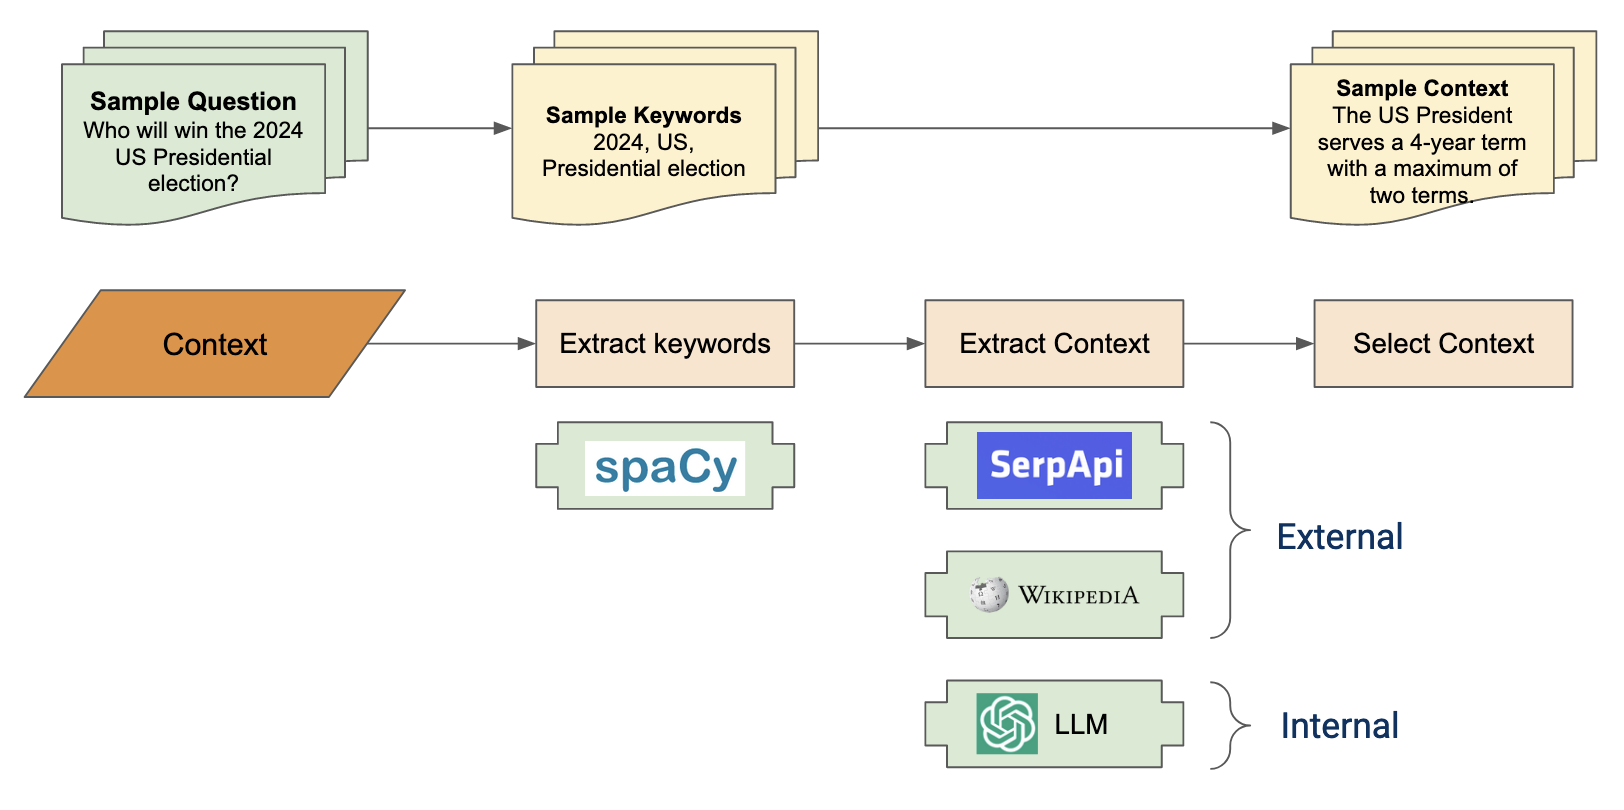 Sample Question
Who will win the 2024
US Presidential
election?
Sample Keywords
2024, US,
Presidential election
Sample Context
The US President
serves a 4-year term
with a maximum of
two terms.
Context
Extract keywords
Extract Context
Select Context
spaCy
SerpApi
External
WIKIPEDIA
LLM
Internal